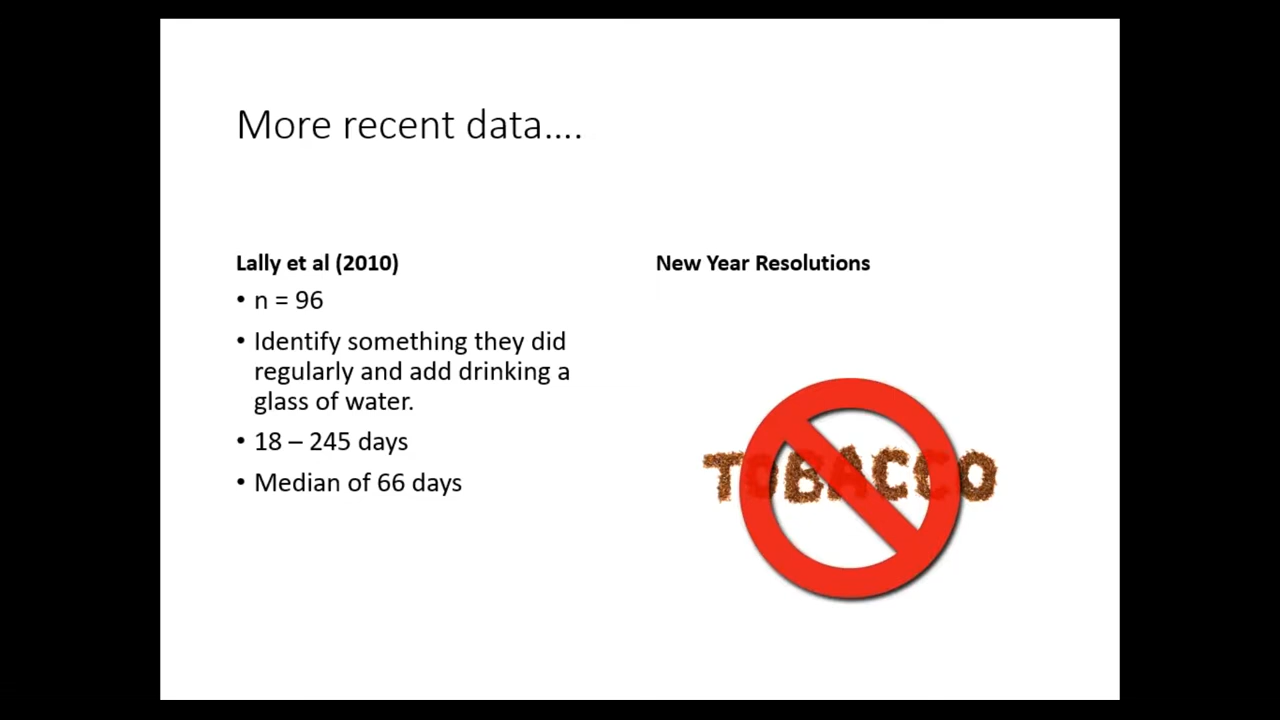 More recent data....
Lally et al (2010)
• n = 96
• Identify something they did
regularly and add drinking a
glass of water.
• 18 – 245 days
• Median of 66 days
New Year Resolutions
TOBACCO